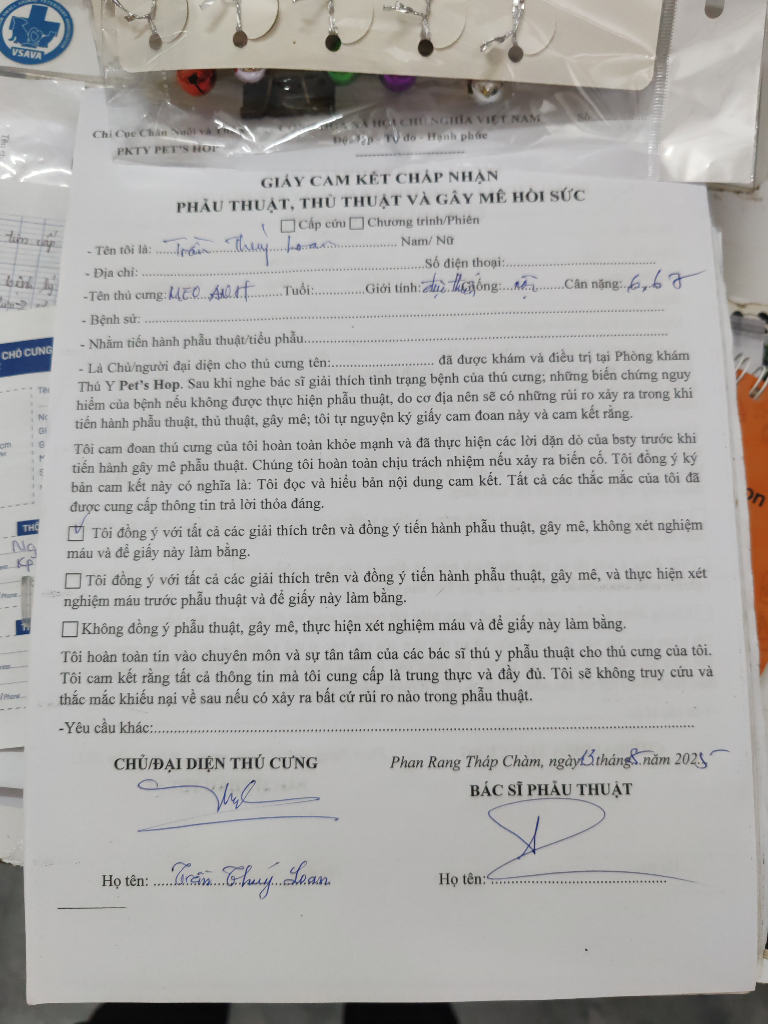 VSAVA
Chi Cục Chăn Nuôi và
HÒA XÃ HỘI CHỦ NGHĨA VIỆT NAM
Số
PKTY PET'S HOP
Độc lập - Tự do - Hạnh phúc
GIẤY CAM KẾT CHẤP NHẬN
PHẪU THUẬT, THỦ THUẬT VÀ GÂY MÊ HỒI SỨC
☐ Cấp cứu ☐ Chương trình/Phiên
- Tên tôi là: Trần Thuý Loan Nam/ Nữ
- Địa chỉ: Số điện thoại:
-Tên thú cưng: MEO Tuổi: Giới tính: đực giống: Cân nặng: 6,6
- Bệnh sử:
- Nhằm tiến hành phẫu thuật/tiểu phẫu
- Là Chủ/người đại diện cho thú cưng tên: đã được khám và điều trị tại Phòng khám
Thú Y Pet's Hop. Sau khi nghe bác sĩ giải thích tình trạng bệnh của thú cưng; những biến chứng nguy
hiểm của bệnh nếu không được thực hiện phẫu thuật, do cơ địa nên sẽ có những rủi ro xảy ra trong khi
tiến hành phẫu thuật, thủ thuật, gây mê; tôi tự nguyện ký giấy cam đoan này và cam kết rằng.
Tôi cam đoan thú cưng của tôi hoàn toàn khỏe mạnh và đã thực hiện các lời dặn dò của bsty trước khi
tiến hành gây mê phẫu thuật. Chúng tôi hoàn toàn chịu trách nhiệm nếu xảy ra biến cố. Tôi đồng ý ký
bản cam kết này có nghĩa là: Tôi đọc và hiểu bản nội dung cam kết. Tất cả các thắc mắc của tôi đã
được cung cấp thông tin trả lời thỏa đáng.
☑ Tôi đồng ý với tất cả các giải thích trên và đồng ý tiến hành phẫu thuật, gây mê, không xét nghiệm
máu và để giấy này làm bằng.
☐ Tôi đồng ý với tất cả các giải thích trên và đồng ý tiến hành phẫu thuật, gây mê, và thực hiện xét
nghiệm máu trước phẫu thuật và để giấy này làm bằng.
☐ Không đồng ý phẫu thuật, gây mê, thực hiện xét nghiệm máu và để giấy này làm bằng.
Tôi hoàn toàn tin vào chuyên môn và sự tân tâm của các bác sĩ thú y phẫu thuật cho thú cưng của tôi.
Tôi cam kết rằng tất cả thông tin mà tôi cung cấp là trung thực và đầy đủ. Tôi sẽ không truy cứu và
thắc mắc khiếu nại về sau nếu có xảy ra bất cứ rủi ro nào trong phẫu thuật.
-Yêu cầu khác:
CHỦ/ĐẠI DIỆN THÚ CƯNG
Phan Rang Tháp Chàm, ngày 13 tháng 8 năm 2025
BÁC SĨ PHẪU THUẬT
Họ tên: Trần Thuý Loan
Họ tên:
CHÓ CƯNG